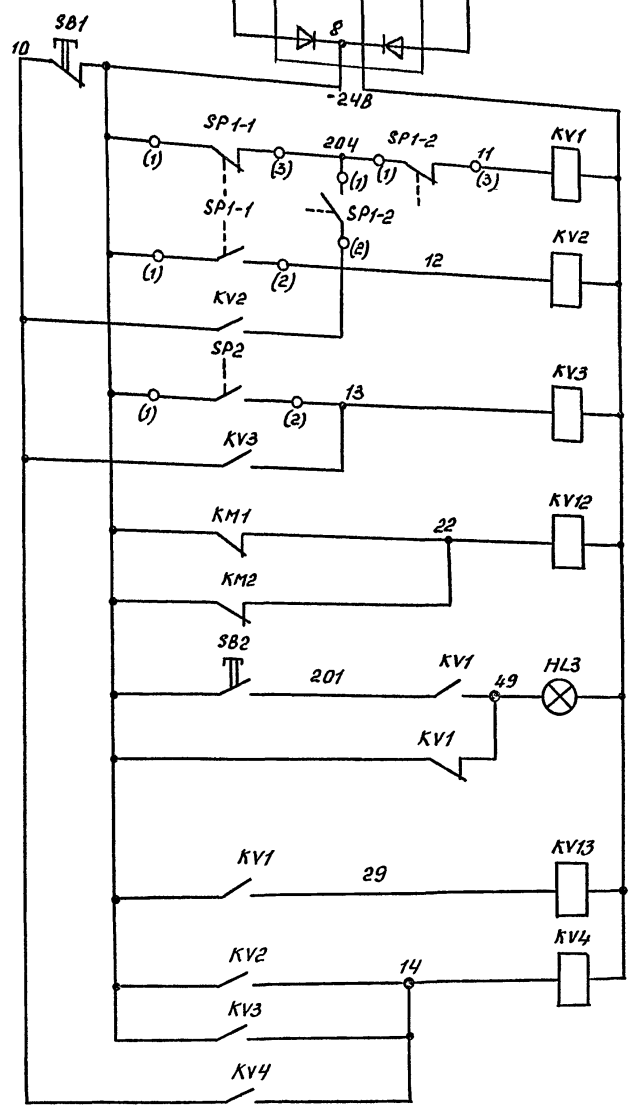 SB1
8
10
-24В
SP1-1
204
SP1-2
11
KV1
(1)
(3)
(1)
(1)
(3)
SP1-1
SP1-2
(2)
KV2
12
(1)
(2)
KV2
SP2
KV3
13
(1)
(2)
KV3
KM1
22
KV12
KM2
SB2
201
KV1
49
HL3
KV1
KV1
29
KV13
KV2
14
KV4
KV3
KV4